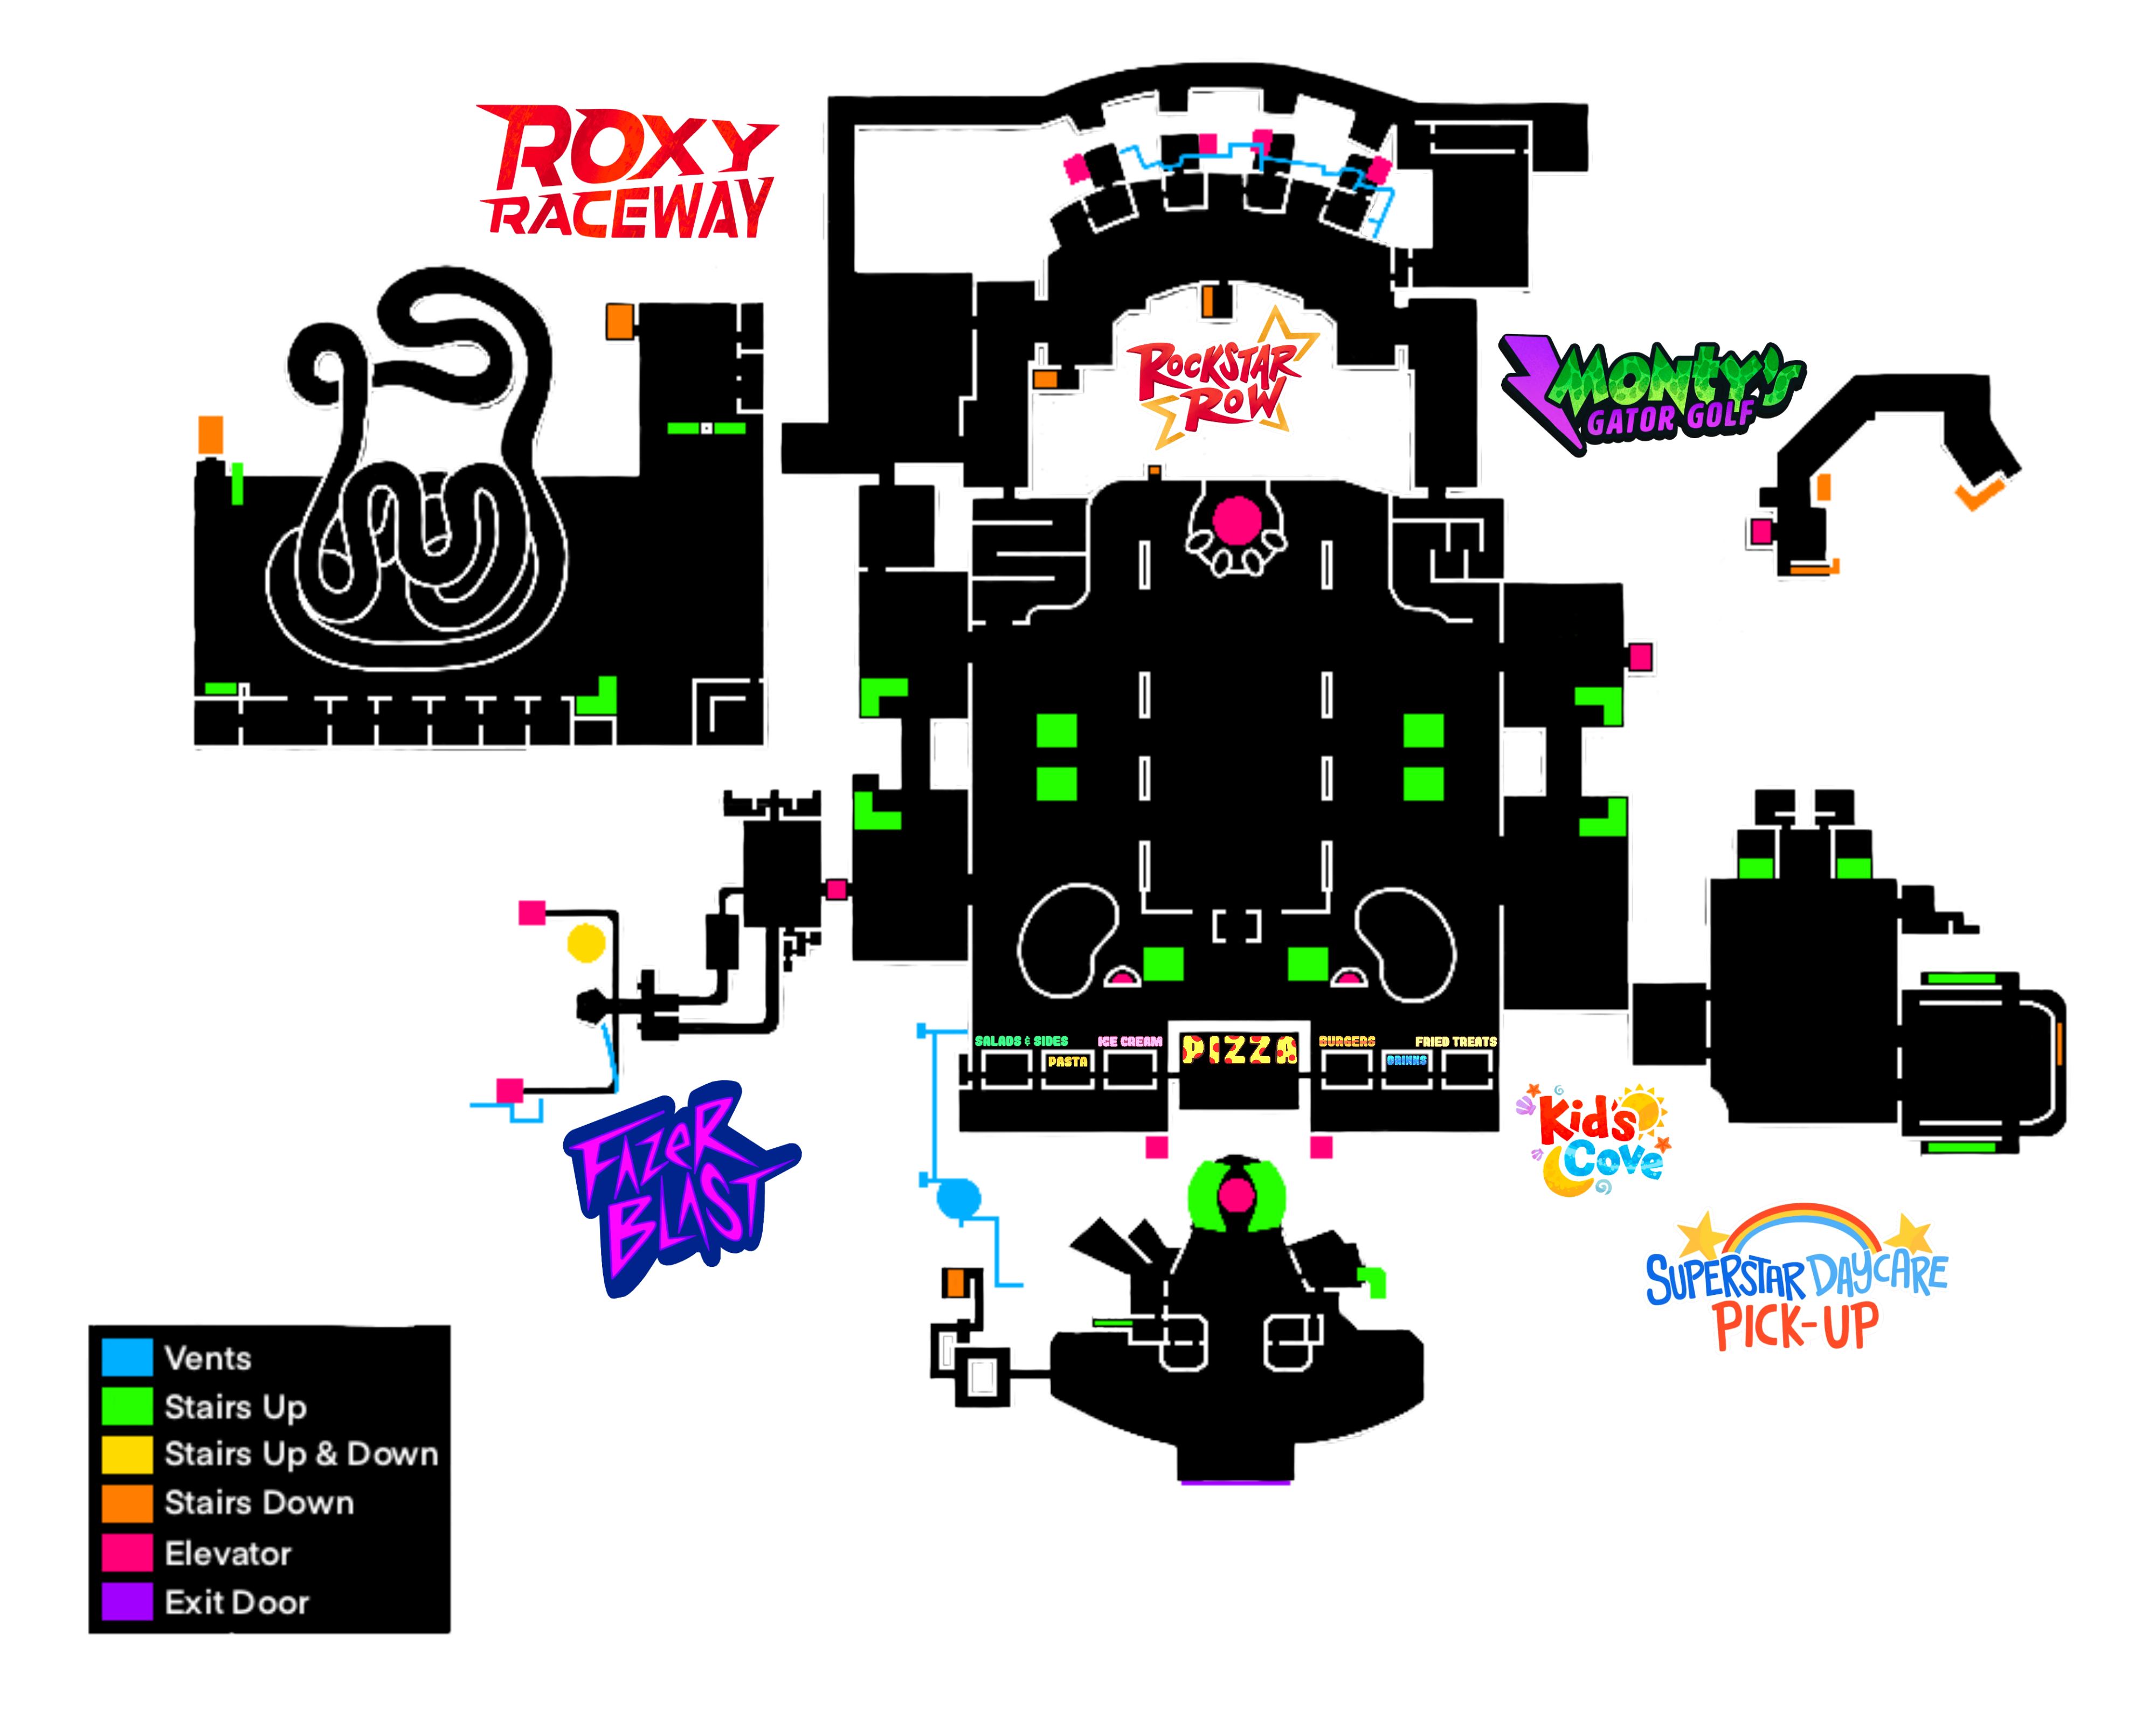 ROXY
RACEWAY
ROCKSTAR
ROW
MONTY'S
GATOR GOLF
SALADS & SIDES
ICE CREAM
PIZZA
BURGERS
FRIED TREATS
PASTA
DRINKS
KID'S
COVE
FAZER
BLAST
SUPERSTAR DAYCARE
PICK-UP
Vents
Stairs Up
Stairs Up & Down
Stairs Down
Elevator
Exit Door